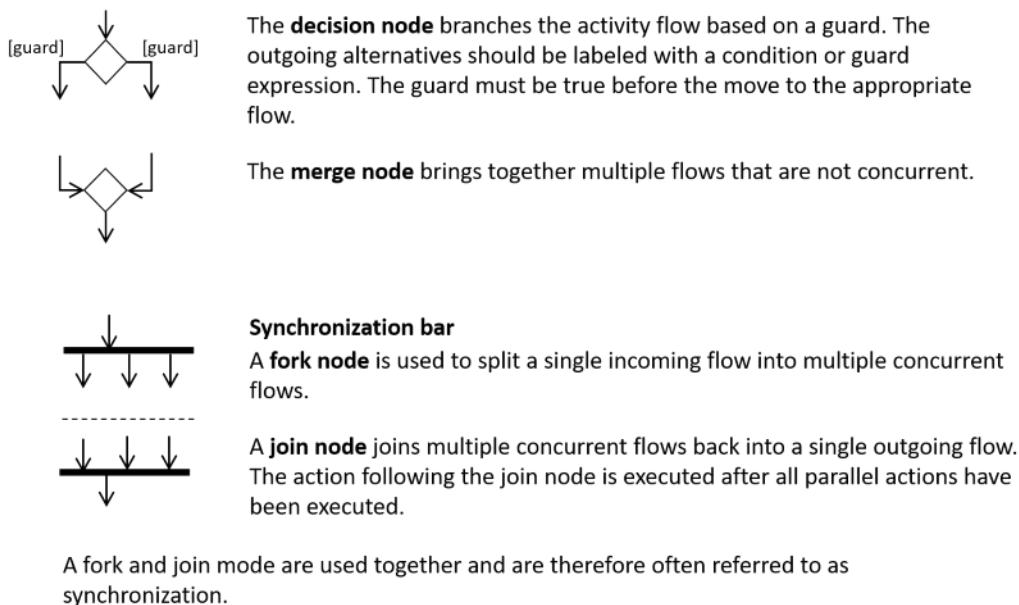 [guard] [guard]
The decision node branches the activity flow based on a guard. The
outgoing alternatives should be labeled with a condition or guard
expression. The guard must be true before the move to the appropriate
flow.
The merge node brings together multiple flows that are not concurrent.
Synchronization bar
A fork node is used to split a single incoming flow into multiple concurrent
flows.
A join node joins multiple concurrent flows back into a single outgoing flow.
The action following the join node is executed after all parallel actions have
been executed.
A fork and join mode are used together and are therefore often referred to as
synchronization.